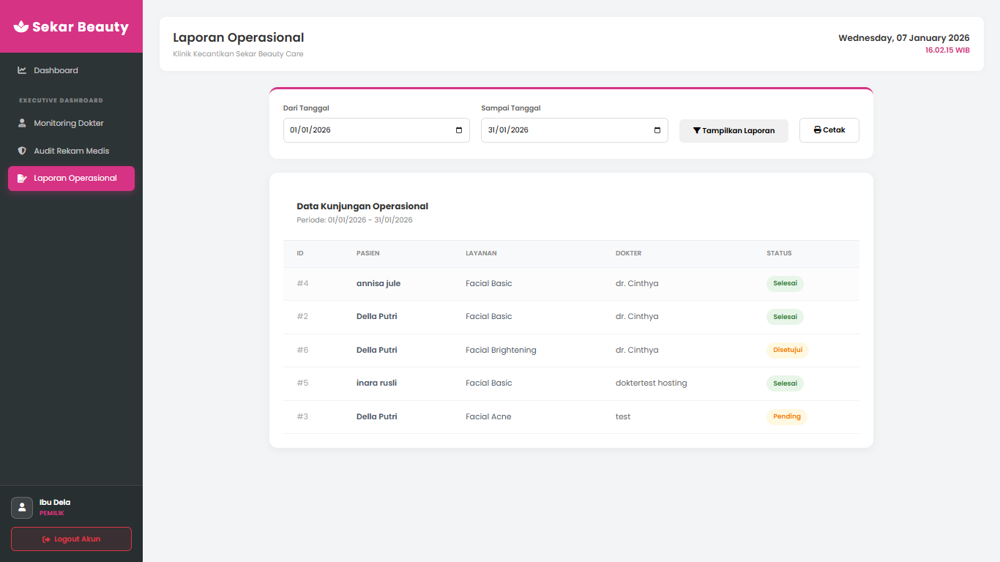 Sekar Beauty
Dashboard
EXECUTIVE DASHBOARD
Monitoring Dokter
Audit Rekam Medis
Laporan Operasional
Ibu Dela
PEMILIK
Logout Akun
Laporan Operasional
Klinik Kecantikan Sekar Beauty Care
Wednesday, 07 January 2026
16.02.15 WIB
Dari Tanggal
01/01/2026
Sampai Tanggal
31/01/2026
Tampilkan Laporan
Cetak
Data Kunjungan Operasional
Periode: 01/01/2026 - 31/01/2026
ID PASIEN LAYANAN DOKTER STATUS
#4 annisa jule Facial Basic dr. Cinthya Selesai
#2 Della Putri Facial Basic dr. Cinthya Selesai
#6 Della Putri Facial Brightening dr. Cinthya Disetujui
#5 inara rusli Facial Basic doktertest hosting Selesai
#3 Della Putri Facial Acne test Pending